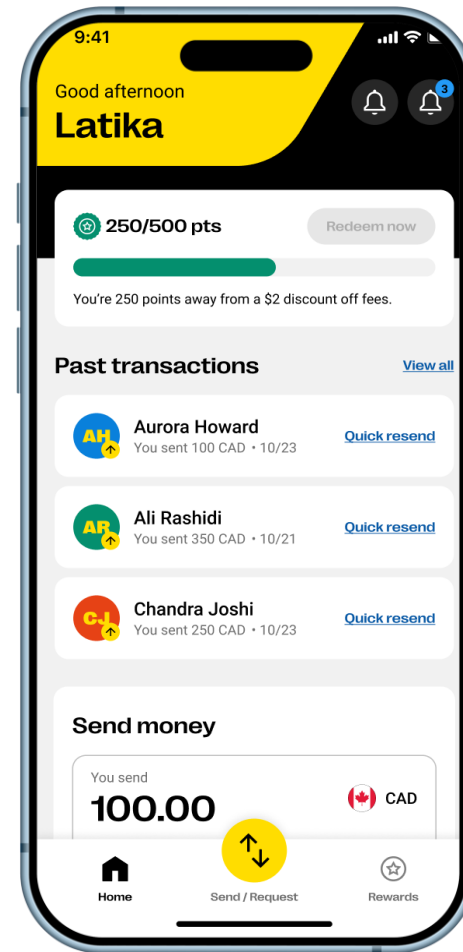 9:41
Good afternoon
Latika
3
250/500 pts
Redeem now
You're 250 points away from a $2 discount off fees.
Past transactions
View all
AH
Aurora Howard
You sent 100 CAD • 10/23
Quick resend
AR
Ali Rashidi
You sent 350 CAD • 10/21
Quick resend
CJ
Chandra Joshi
You sent 250 CAD • 10/23
Quick resend
Send money
You send
100.00
CAD
Home
Send / Request
Rewards